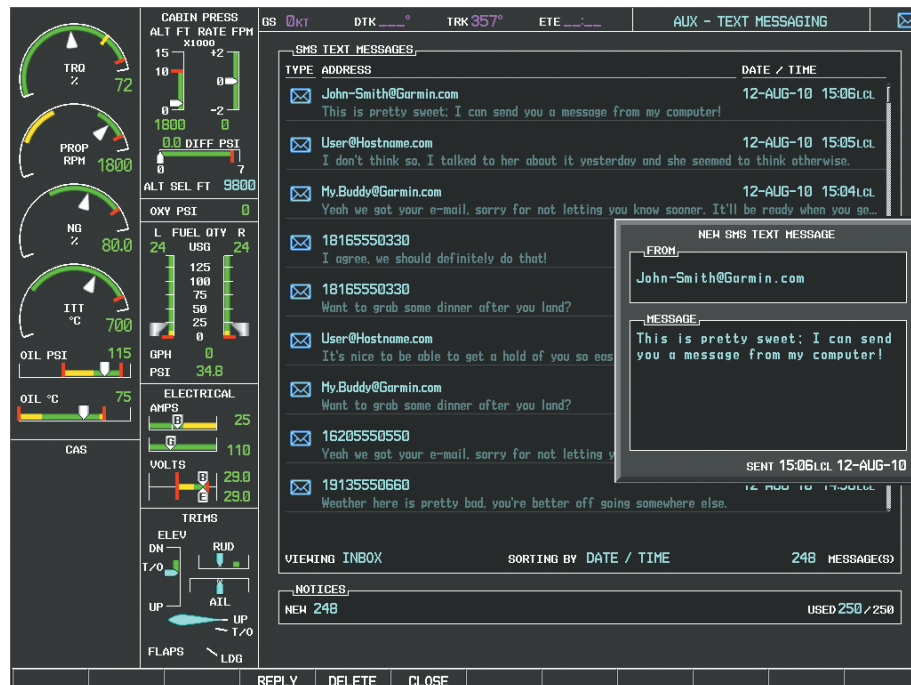 GS 0KT DTK ___° TRK 357° ETE __:__ AUX - TEXT MESSAGING
TRQ
%
72
PROP
RPM
1800
NG
%
80.0
ITT
°C
700
OIL PSI 115
OIL °C 75
CAS
CABIN PRESS
ALT FT RATE FPM
X1000
15 +2
10 0
0 -2
1800 0
0.0 DIFF PSI
0 7
ALT SEL FT 9800
OXY PSI 0
L FUEL QTY R
24 USG 24
125
100
75
50
25
0
GPH 0
PSI 34.8
ELECTRICAL
AMPS
B 25
G 110
VOLTS
B 29.0
E 29.0
TRIMS
ELEV
DN RUD
T/O
UP AIL
UP
T/O
FLAPS LDG
SMS TEXT MESSAGES
TYPE ADDRESS DATE / TIME
John-Smith@Garmin.com 12-AUG-10 15:06LCL
This is pretty sweet; I can send you a message from my computer!
User@Hostname.com 12-AUG-10 15:05LCL
I don't think so, I talked to her about it yesterday and she seemed to think otherwise.
My.Buddy@Garmin.com 12-AUG-10 15:04LCL
Yeah we got your e-mail, sorry for not letting you know sooner. It'll be ready when you ge...
18165550330
I agree, we should definitely do that!
18165550330
Want to grab some dinner after you land?
User@Hostname.com
It's nice to be able to get a hold of you so eas
My.Buddy@Garmin.com
Want to grab some dinner after you land?
16205550550
Yeah we got your e-mail, sorry for not letting y
19135550660
Weather here is pretty bad, you're better off going somewhere else.
VIEWING INBOX SORTING BY DATE / TIME 248 MESSAGE(S)
NEW SMS TEXT MESSAGE
FROM
John-Smith@Garmin.com
MESSAGE
This is pretty sweet; I can send
you a message from my computer!
SENT 15:06LCL 12-AUG-10
NOTICES
NEW 248 USED 250/250
REPLY DELETE CLOSE